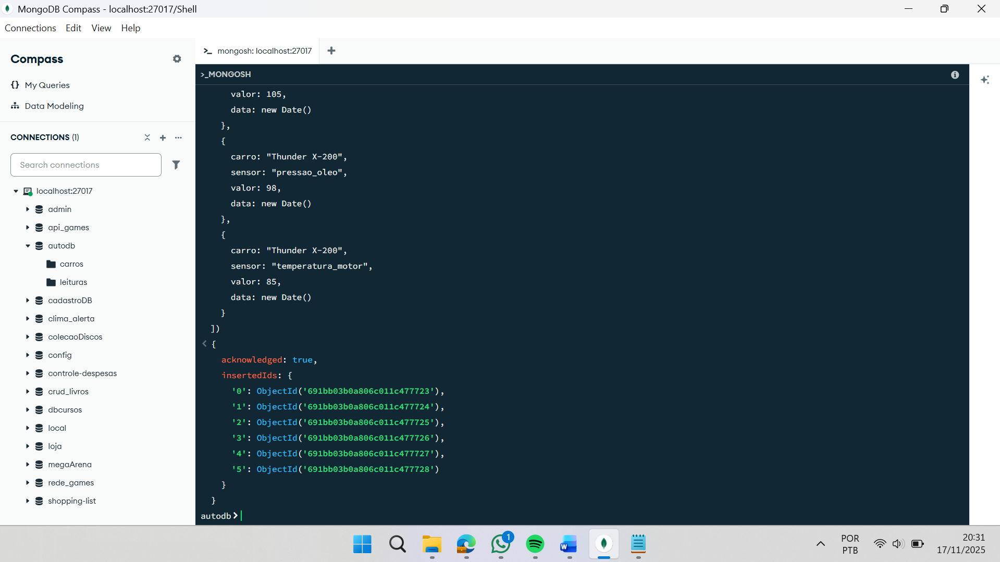 MongoDB Compass - localhost:27017/Shell
Connections Edit View Help
Compass
My Queries
Data Modeling
CONNECTIONS (1)
Search connections
localhost:27017
admin
api_games
autodb
carros
leituras
cadastroDB
clima_alerta
colecaoDiscos
config
controle-despesas
crud_livros
dbcursos
local
loja
megaArena
rede_games
shopping-list
>_ mongosh: localhost:27017 +
>_MONGOSH
valor: 105,
data: new Date()
},
{
carro: "Thunder X-200",
sensor: "pressao_oleo",
valor: 98,
data: new Date()
},
{
carro: "Thunder X-200",
sensor: "temperatura_motor",
valor: 85,
data: new Date()
}
])
< {
acknowledged: true,
insertedIds: {
'0': ObjectId('691bb03b0a806c011c477723'),
'1': ObjectId('691bb03b0a806c011c477724'),
'2': ObjectId('691bb03b0a806c011c477725'),
'3': ObjectId('691bb03b0a806c011c477726'),
'4': ObjectId('691bb03b0a806c011c477727'),
'5': ObjectId('691bb03b0a806c011c477728')
}
}
autodb>
1
W
POR
PTB
20:31
17/11/2025